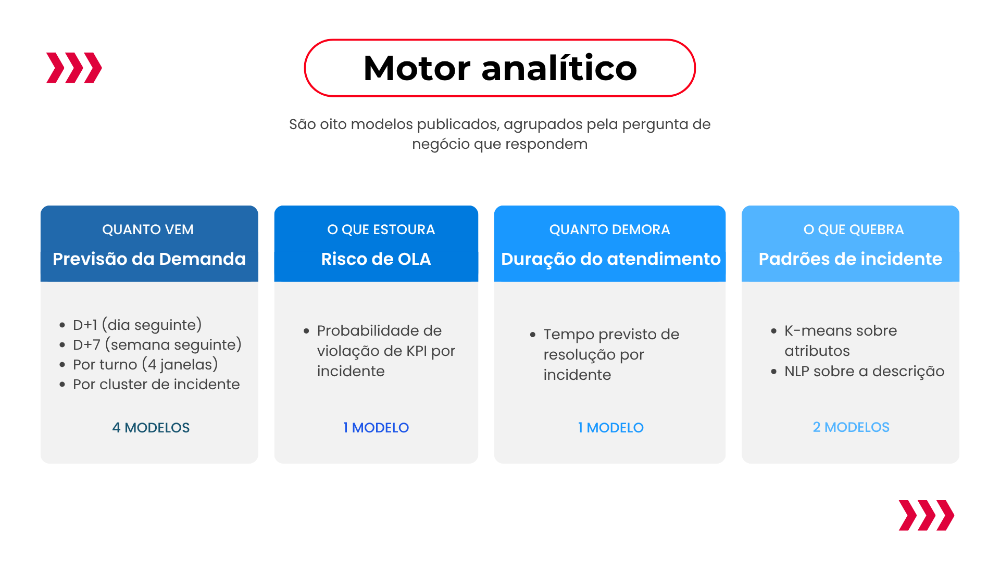 Motor analítico
São oito modelos publicados, agrupados pela pergunta de
negócio que respondem
QUANTO VEM
Previsão da Demanda
• D+1 (dia seguinte)
• D+7 (semana seguinte)
• Por turno (4 janelas)
• Por cluster de incidente
4 MODELOS
O QUE ESTOURA
Risco de OLA
• Probabilidade de
violação de KPI por
incidente
1 MODELO
QUANTO DEMORA
Duração do atendimento
• Tempo previsto de
resolução por
incidente
1 MODELO
O QUE QUEBRA
Padrões de incidente
• K-means sobre
atributos
• NLP sobre a descrição
2 MODELOS